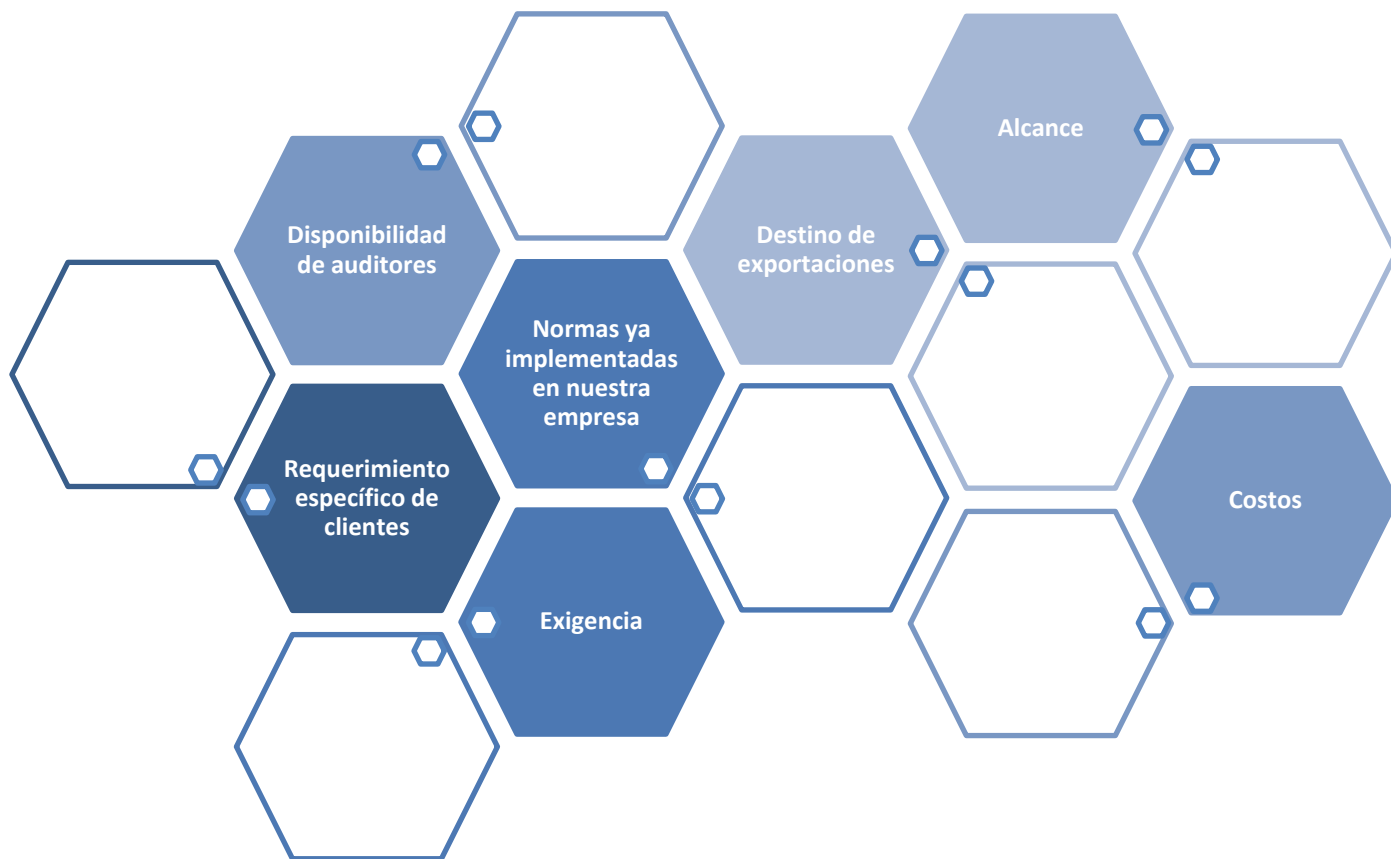 Alcance
Disponibilidad
de auditores
Destino de
exportaciones
Normas ya
implementadas
en nuestra
empresa
Requerimiento
específico de
clientes
Costos
Exigencia